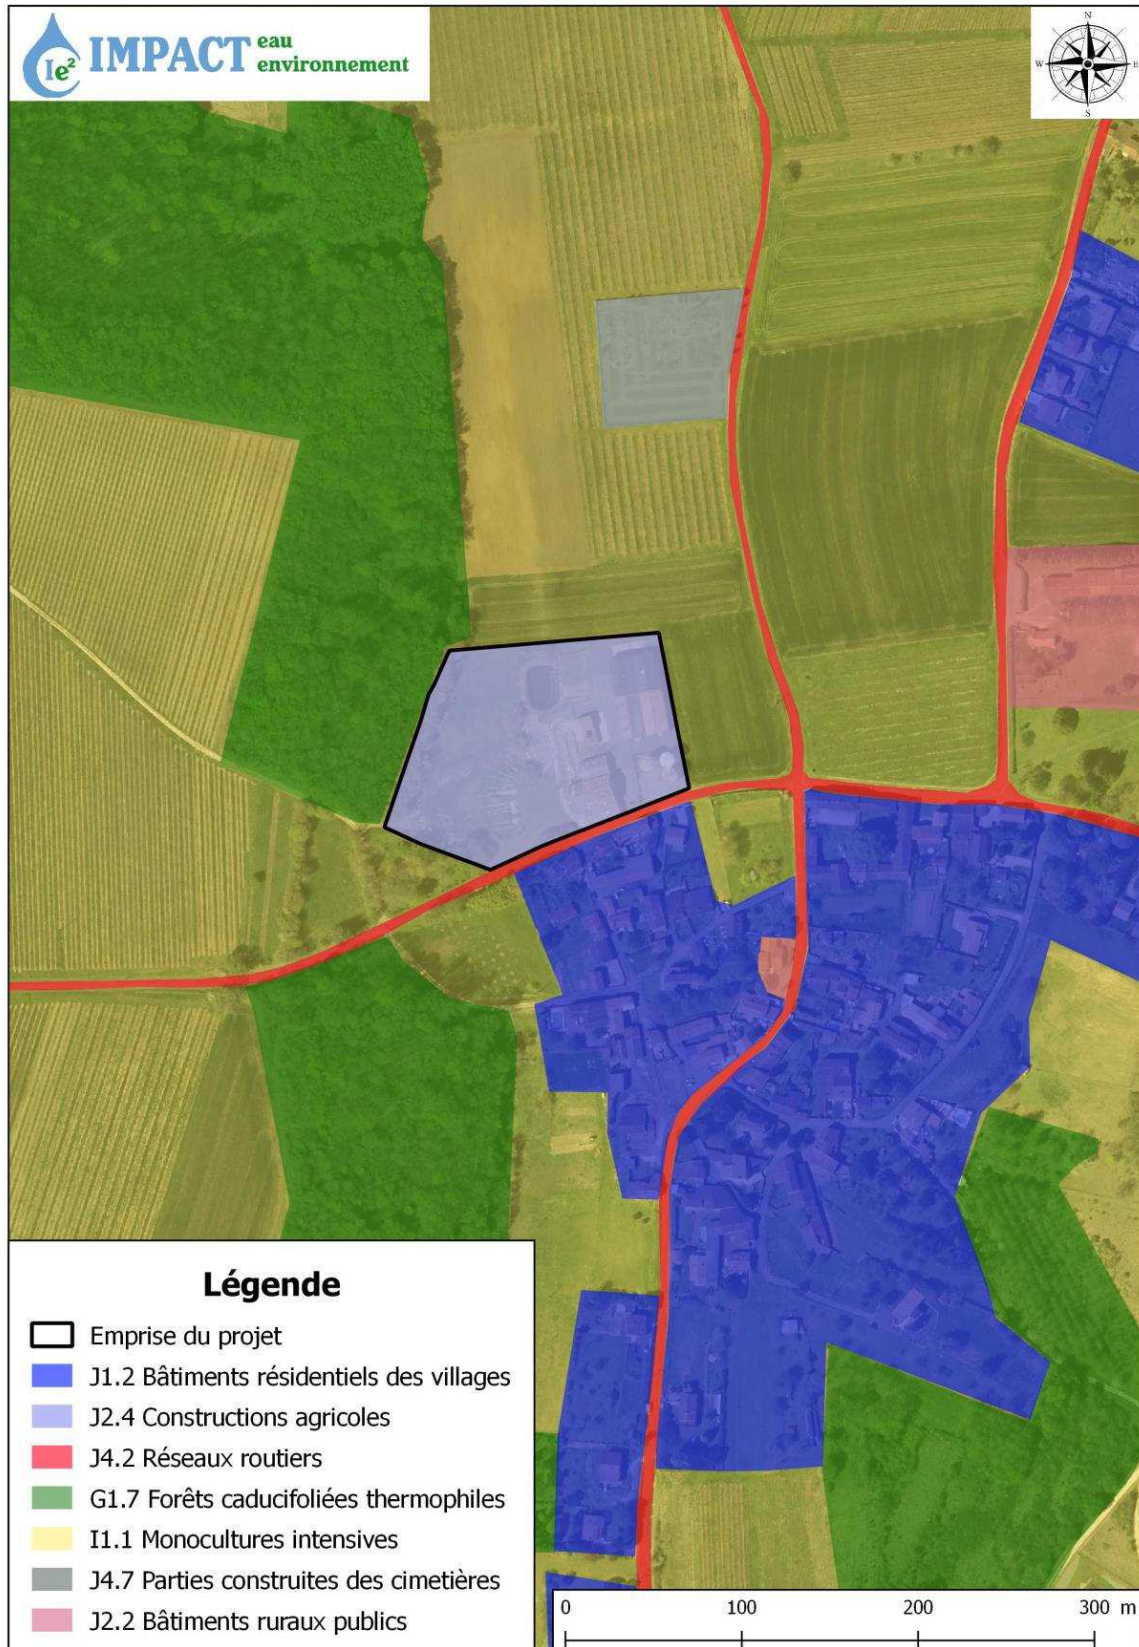 Ie²
IMPACT eau
environnement
N
W
E
S
Légende
Emprise du projet
J1.2 Bâtiments résidentiels des villages
J2.4 Constructions agricoles
J4.2 Réseaux routiers
G1.7 Forêts caducifoliées thermophiles
I1.1 Monocultures intensives
J4.7 Parties construites des cimetières
J2.2 Bâtiments ruraux publics
0 100 200 300 m